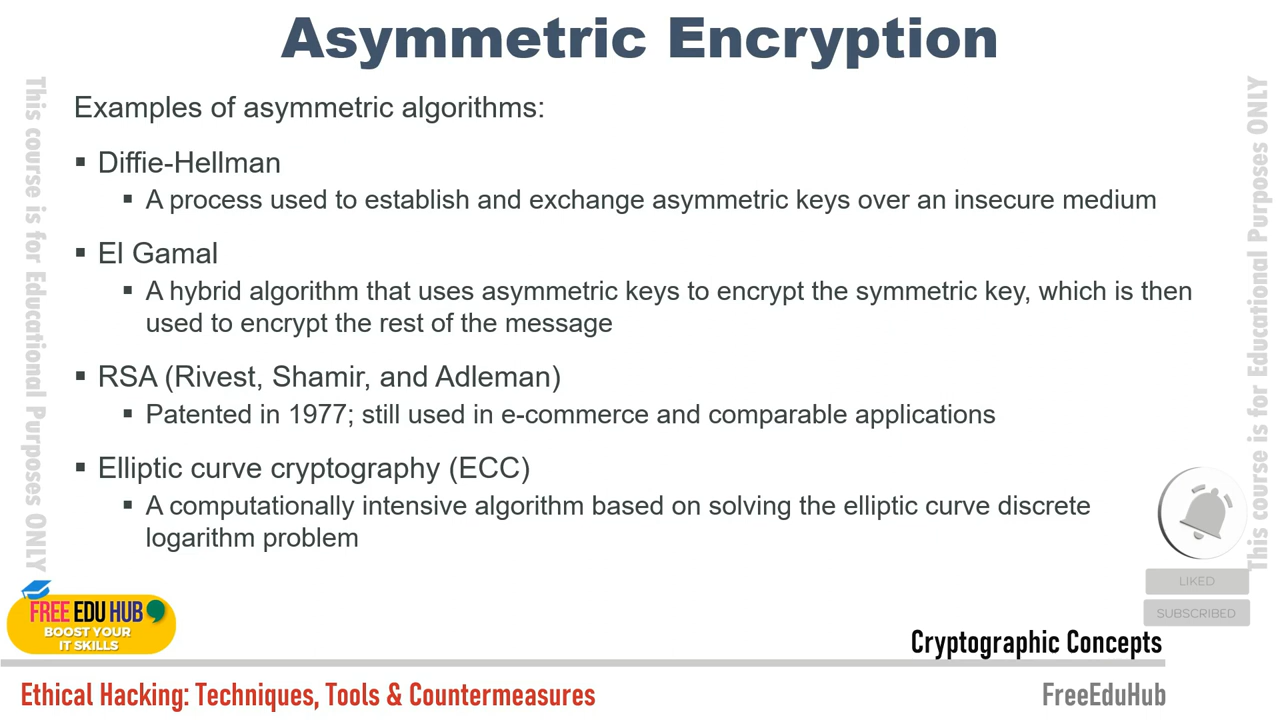 Asymmetric Encryption
Examples of asymmetric algorithms:
▪ Diffie-Hellman
▪ A process used to establish and exchange asymmetric keys over an insecure medium
▪ El Gamal
▪ A hybrid algorithm that uses asymmetric keys to encrypt the symmetric key, which is then
used to encrypt the rest of the message
▪ RSA (Rivest, Shamir, and Adleman)
▪ Patented in 1977; still used in e-commerce and comparable applications
▪ Elliptic curve cryptography (ECC)
▪ A computationally intensive algorithm based on solving the elliptic curve discrete
logarithm problem
This course is for Educational Purposes ONLY
This course is for Educational Purposes ONLY
LIKED
SUBSCRIBED
FREE EDU HUB
BOOST YOUR
IT SKILLS
Cryptographic Concepts
Ethical Hacking: Techniques, Tools & Countermeasures
FreeEduHub